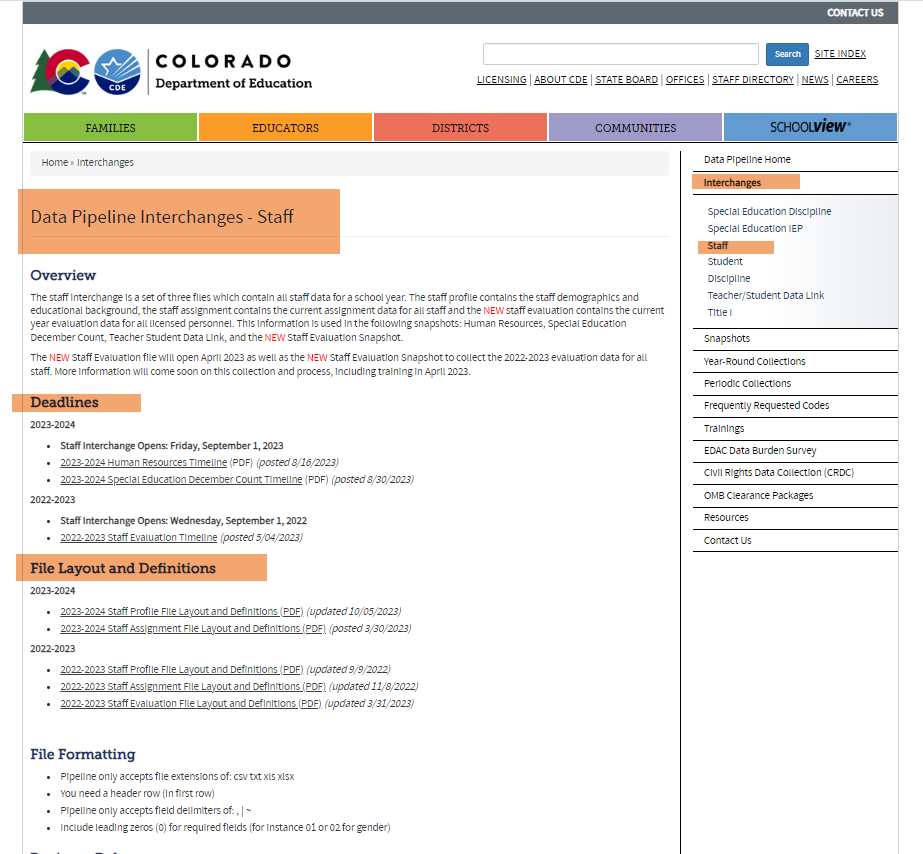 CONTACT US
COLORADO
Department of Education
CDE
Search
SITE INDEX
LICENSING | ABOUT CDE | STATE BOARD | OFFICES | STAFF DIRECTORY | NEWS | CAREERS
FAMILIES
EDUCATORS
DISTRICTS
COMMUNITIES
SCHOOLVIEW®
Home » Interchanges
Data Pipeline Interchanges - Staff
Overview
The staff interchange is a set of three files which contain all staff data for a school year. The staff profile contains the staff demographics and
educational background, the staff assignment contains the current assignment data for all staff and the NEW staff evaluation contains the current
year evaluation data for all licensed personnel. This information is used in the following snapshots: Human Resources, Special Education
December Count, Teacher Student Data Link, and the NEW Staff Evaluation Snapshot.
The NEW Staff Evaluation file will open April 2023 as well as the NEW Staff Evaluation Snapshot to collect the 2022-2023 evaluation data for all
staff. More information will come soon on this collection and process, including training in April 2023.
Deadlines
2023-2024
• Staff Interchange Opens: Friday, September 1, 2023
• 2023-2024 Human Resources Timeline (PDF) (posted 8/16/2023)
• 2023-2024 Special Education December Count Timeline (PDF) (posted 8/30/2023)
2022-2023
• Staff Interchange Opens: Wednesday, September 1, 2022
• 2022-2023 Staff Evaluation Timeline (posted 5/04/2023)
File Layout and Definitions
2023-2024
• 2023-2024 Staff Profile File Layout and Definitions (PDF) (updated 10/05/2023)
• 2023-2024 Staff Assignment File Layout and Definitions (PDF) (posted 3/30/2023)
2022-2023
• 2022-2023 Staff Profile File Layout and Definitions (PDF) (updated 9/9/2022)
• 2022-2023 Staff Assignment File Layout and Definitions (PDF) (updated 11/8/2022)
• 2022-2023 Staff Evaluation File Layout and Definitions (PDF) (updated 3/31/2023)
File Formatting
• Pipeline only accepts file extensions of: csv txt xls xlsx
• You need a header row (in first row)
• Pipeline only accepts field delimiters of: , | ~
• Include leading zeros (0) for required fields (for instance 01 or 02 for gender)
Data Pipeline Home
Interchanges
Special Education Discipline
Special Education IEP
Staff
Student
Discipline
Teacher/Student Data Link
Title I
Snapshots
Year-Round Collections
Periodic Collections
Frequently Requested Codes
Trainings
EDAC Data Burden Survey
Civil Rights Data Collection (CRDC)
OMB Clearance Packages
Resources
Contact Us